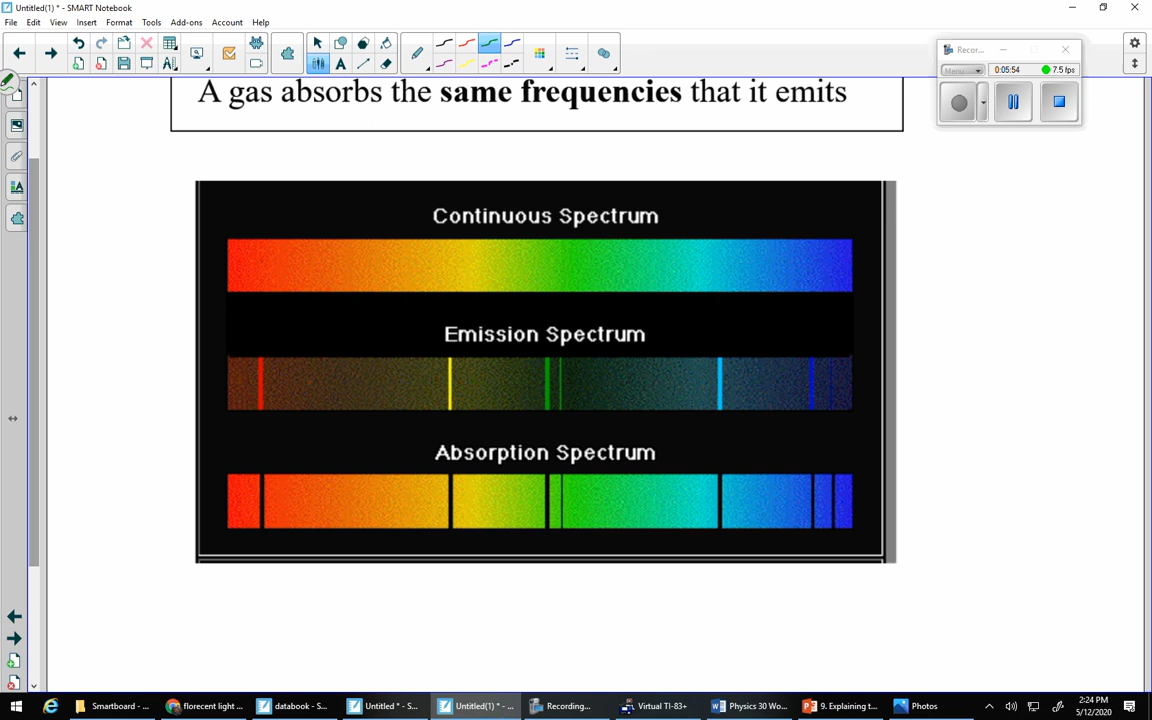 Untitled(1) * - SMART Notebook
File Edit View Insert Format Tools Add-ons Account Help
Recor...
Menu
0:05:54
7.5 fps
A gas absorbs the same frequencies that it emits
Continuous Spectrum
Emission Spectrum
Absorption Spectrum
Smartboard - ...
florecent light ...
databook - S...
Untitled * - S...
Untitled(1) * - ...
Recording...
Virtual TI-83+
Physics 30 Wo...
9. Explaining t...
Photos
2:24 PM
5/12/2020